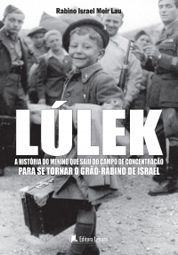 Rabino Israel Meir Lau
LÚLEK
A HISTÓRIA DO MENINO QUE SAIU DO CAMPO DE CONCENTRAÇÃO
PARA SE TORNAR O GRÃO-RABINO DE ISRAEL
Editora